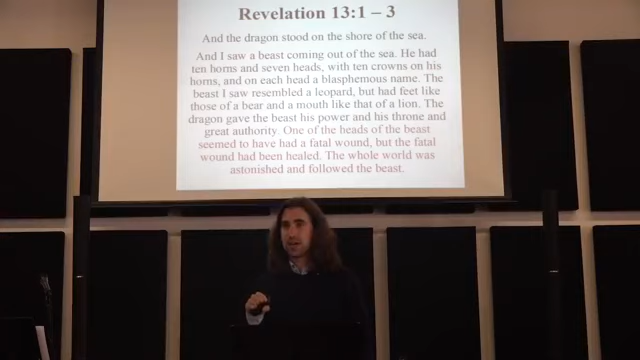 Revelation 13:1 – 3
And the dragon stood on the shore of the sea.
And I saw a beast coming out of the sea. He had
ten horns and seven heads, with ten crowns on his
horns, and on each head a blasphemous name. The
beast I saw resembled a leopard, but had feet like
those of a bear and a mouth like that of a lion. The
dragon gave the beast his power and his throne and
great authority. One of the heads of the beast
seemed to have had a fatal wound, but the fatal
wound had been healed. The whole world was
astonished and followed the beast.